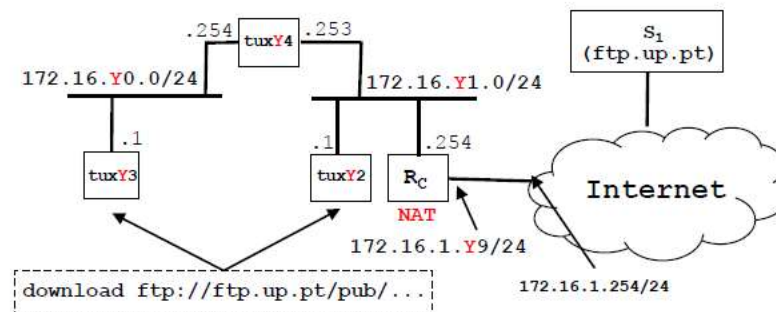 .254
tuxY4
.253
S1
(ftp.up.pt)
172.16.Y0.0/24
172.16.Y1.0/24
.1
.1
.254
tuxY3
tuxY2
RC
Internet
NAT
172.16.1.Y9/24
download ftp://ftp.up.pt/pub/...
172.16.1.254/24